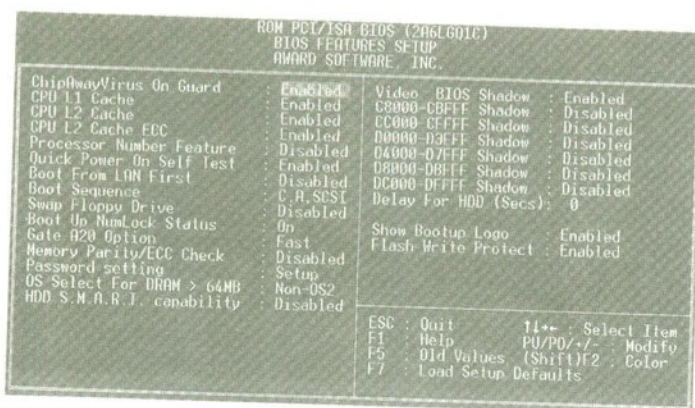 ROM PCI/ISA BIOS (2A6LGQ1C)
BIOS FEATURES SETUP
AWARD SOFTWARE, INC.
ChipAwayVirus On Guard : Enabled
CPU L1 Cache : Enabled
CPU L2 Cache : Enabled
CPU L2 Cache ECC : Enabled
Processor Number Feature : Disabled
Quick Power On Self Test : Enabled
Boot From LAN First : Disabled
Boot Sequence : C,A,SCSI
Swap Floppy Drive : Disabled
Boot Up NumLock Status : On
Gate A20 Option : Fast
Memory Parity/ECC Check : Disabled
Password setting : Setup
OS Select For DRAM > 64MB : Non-OS2
HDD S.M.A.R.T. capability : Disabled
Video BIOS Shadow : Enabled
C8000-CBFFF Shadow : Disabled
CC000-CFFFF Shadow : Disabled
D0000-D3FFF Shadow : Disabled
D4000-D7FFF Shadow : Disabled
D8000-DBFFF Shadow : Disabled
DC000-DFFFF Shadow : Disabled
Delay For HDD (Secs): 0
Show Bootup Logo : Enabled
Flash Write Protect : Enabled
ESC : Quit ↑↓→← : Select Item
F1 : Help PU/PD/+/- : Modify
F5 : Old Values (Shift)F2 : Color
F7 : Load Setup Defaults